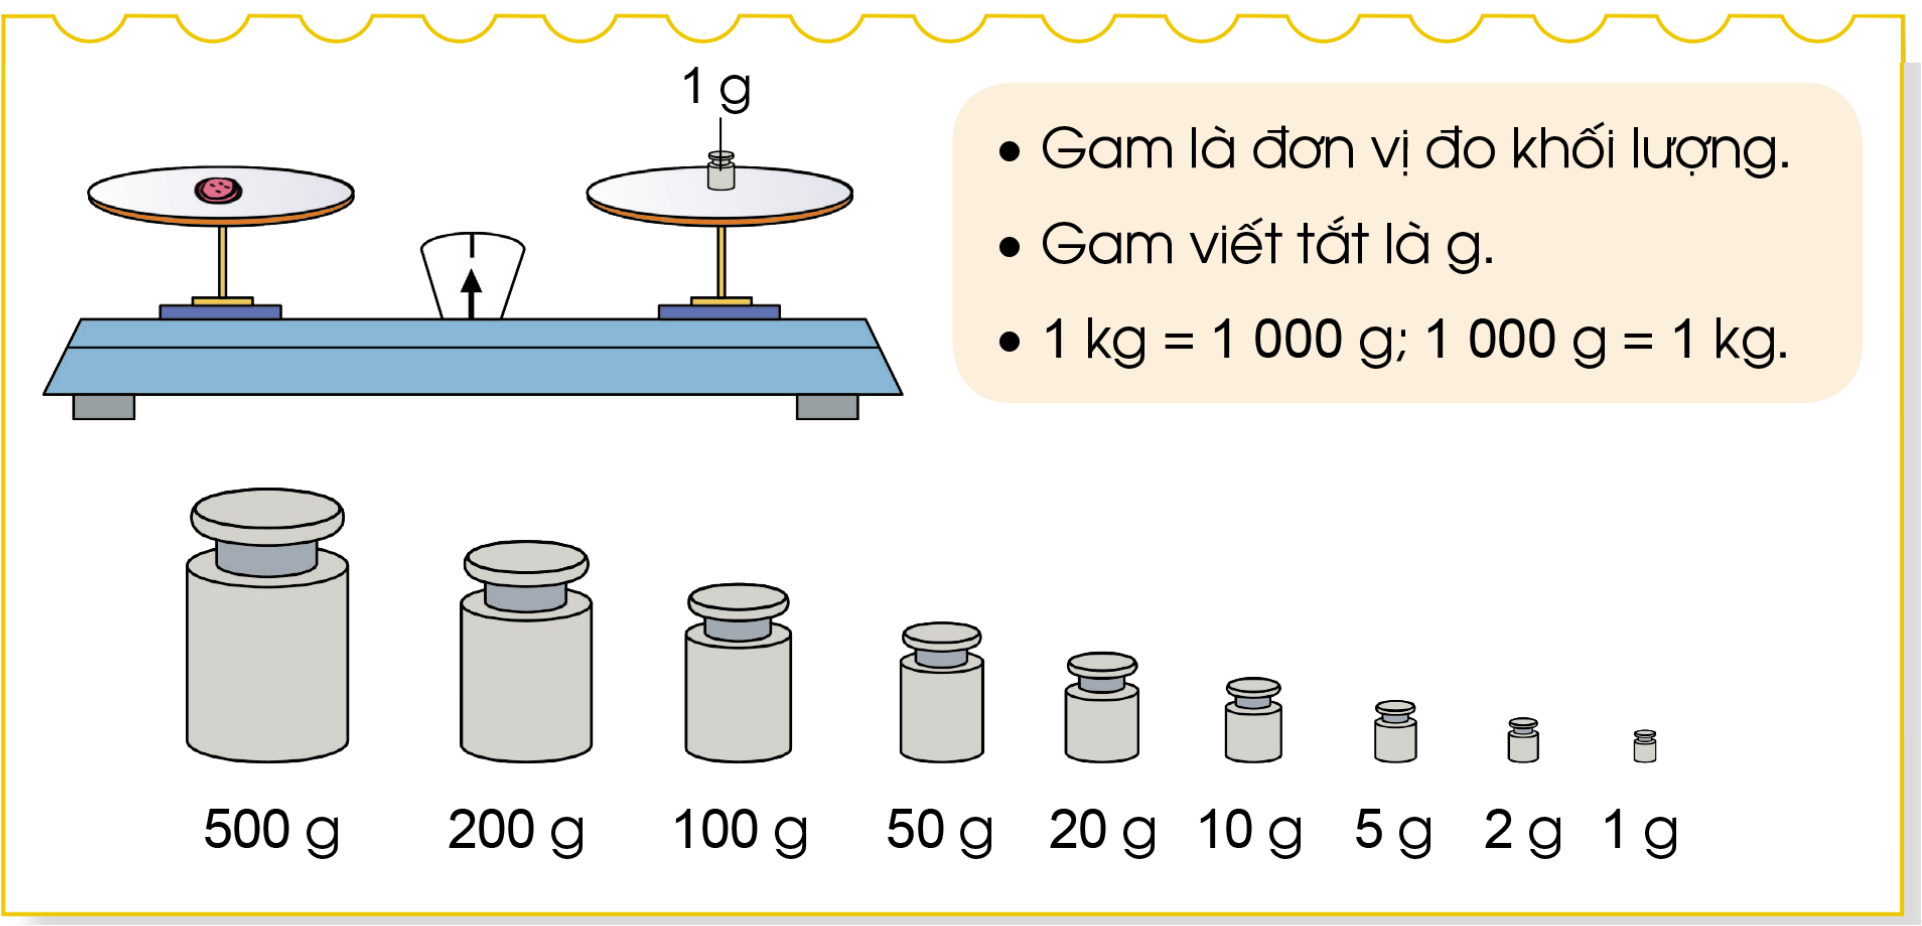 1 g
• Gam là đơn vị đo khối lượng.
• Gam viết tắt là g.
• 1 kg = 1 000 g; 1 000 g = 1 kg.
500 g 200 g 100 g 50 g 20 g 10 g 5 g 2 g 1 g